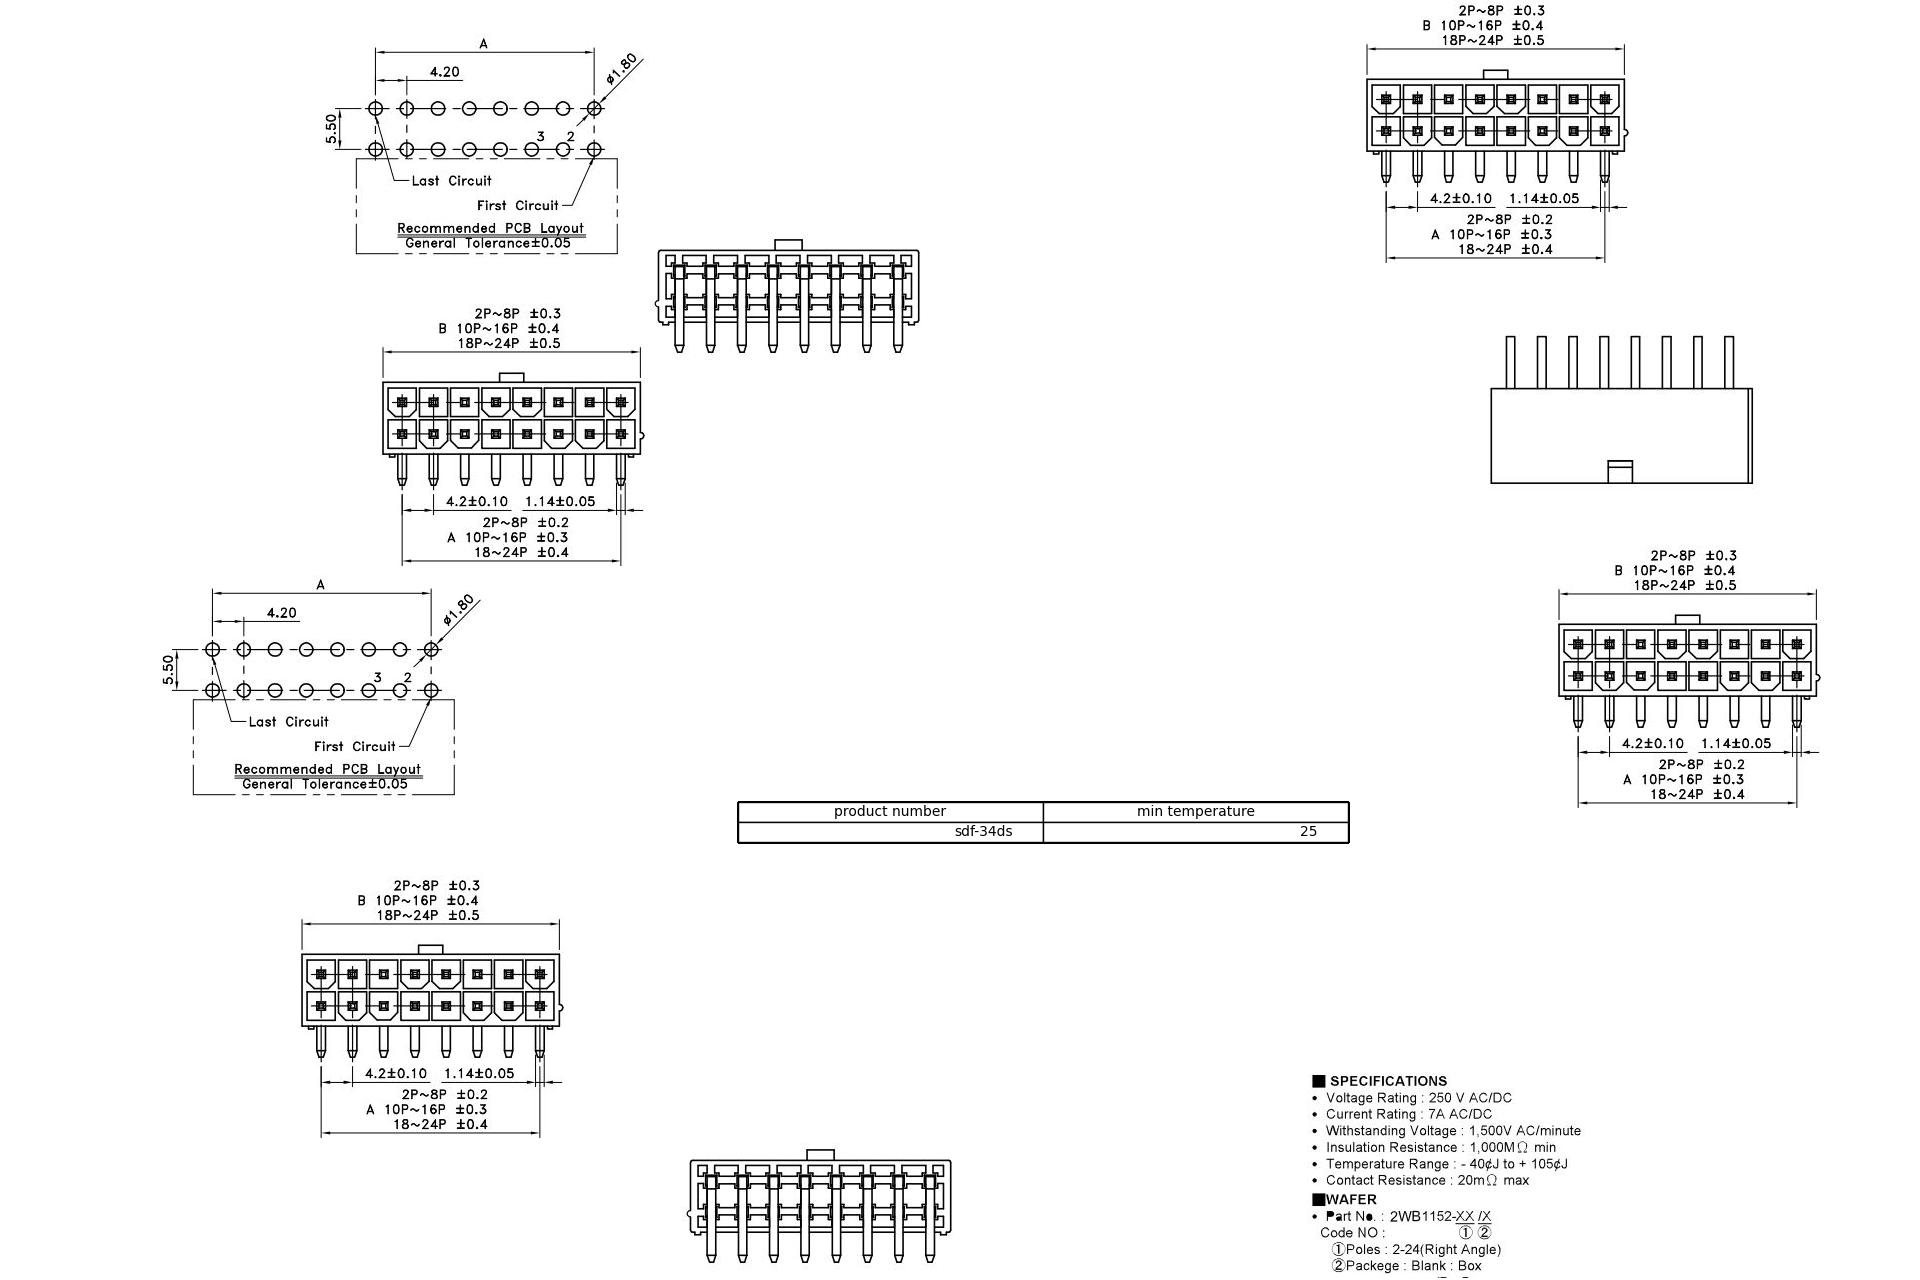 A
4.20
ø1.80
5.50
3 2
Last Circuit
First Circuit
Recommended PCB Layout
General Tolerance±0.05
2P~8P ±0.3
B 10P~16P ±0.4
18P~24P ±0.5
4.2±0.10 1.14±0.05
2P~8P ±0.2
A 10P~16P ±0.3
18~24P ±0.4
2P~8P ±0.3
B 10P~16P ±0.4
18P~24P ±0.5
4.2±0.10 1.14±0.05
2P~8P ±0.2
A 10P~16P ±0.3
18~24P ±0.4
A
4.20
ø1.80
5.50
3 2
Last Circuit
First Circuit
Recommended PCB Layout
General Tolerance±0.05
2P~8P ±0.3
B 10P~16P ±0.4
18P~24P ±0.5
4.2±0.10 1.14±0.05
2P~8P ±0.2
A 10P~16P ±0.3
18~24P ±0.4
product number min temperature
sdf-34ds 25
2P~8P ±0.3
B 10P~16P ±0.4
18P~24P ±0.5
4.2±0.10 1.14±0.05
2P~8P ±0.2
A 10P~16P ±0.3
18~24P ±0.4
■ SPECIFICATIONS
• Voltage Rating : 250 V AC/DC
• Current Rating : 7A AC/DC
• Withstanding Voltage : 1,500V AC/minute
• Insulation Resistance : 1,000MΩ min
• Temperature Range : - 40¢J to + 105¢J
• Contact Resistance : 20mΩ max
■WAFER
• Part No. : 2WB1152-XX /X
Code NO : ① ②
①Poles : 2-24(Right Angle)
②Packege : Blank : Box